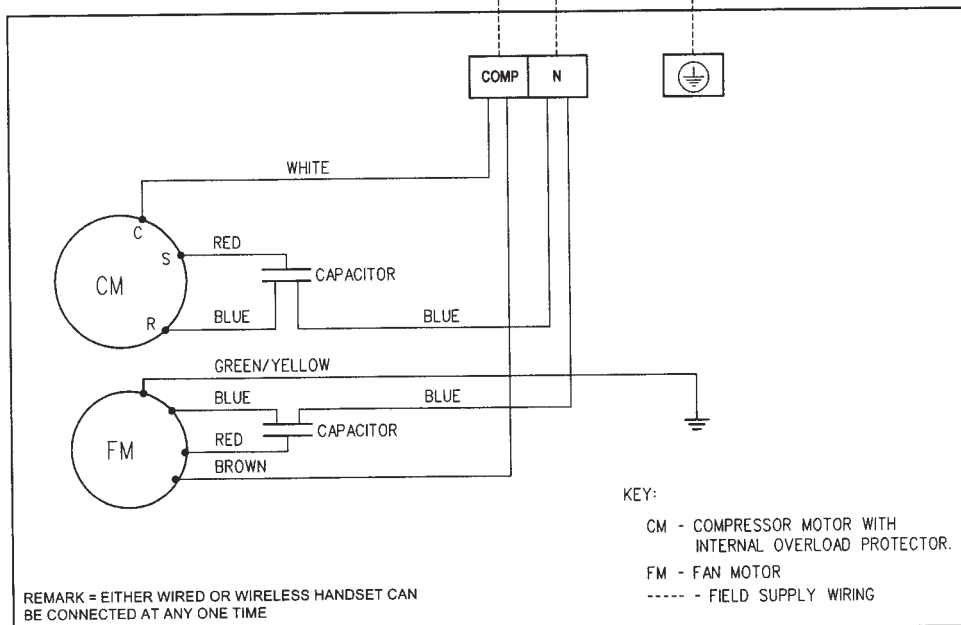 COMP N
WHITE
C
S RED
CAPACITOR
CM
R BLUE BLUE
GREEN/YELLOW
BLUE BLUE
CAPACITOR
FM RED
BROWN
KEY:
CM - COMPRESSOR MOTOR WITH
INTERNAL OVERLOAD PROTECTOR.
FM - FAN MOTOR
----- - FIELD SUPPLY WIRING
REMARK = EITHER WIRED OR WIRELESS HANDSET CAN
BE CONNECTED AT ANY ONE TIME